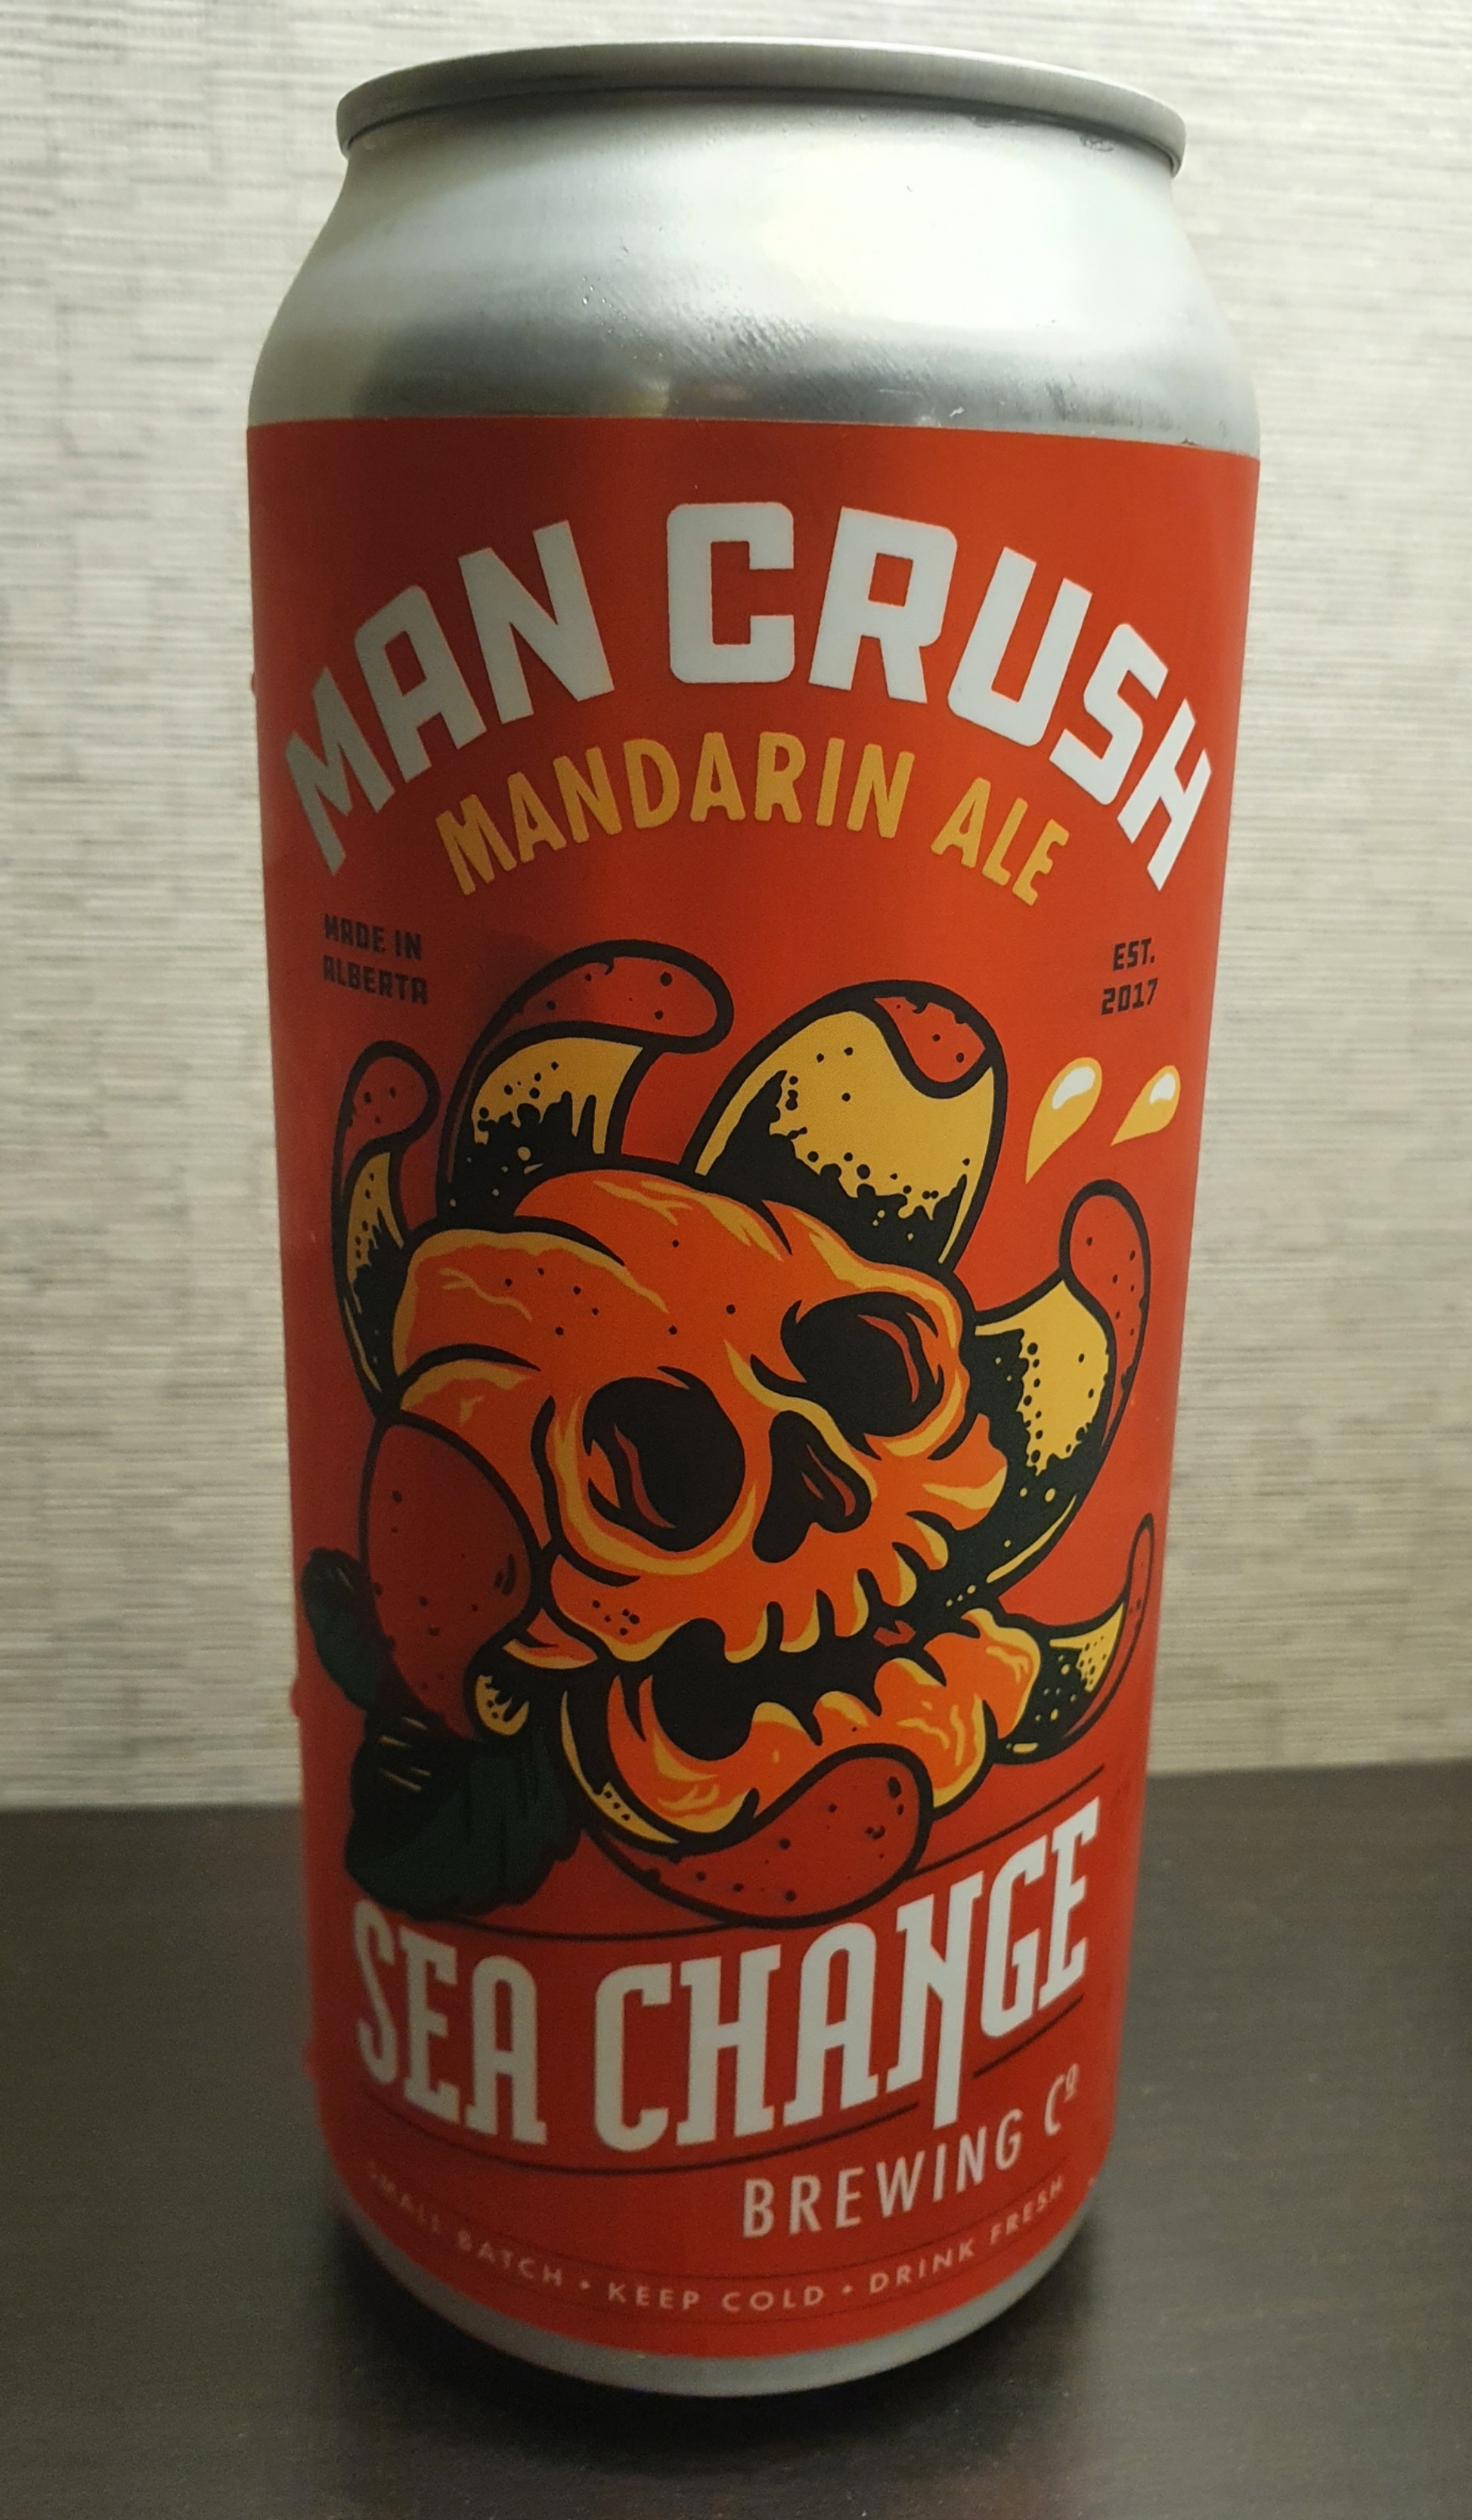 MAN CRUSH
MANDARIN ALE
MADE IN
ALBERTA
EST.
2017
SEA CHANGE
BREWING Cº
SMALL BATCH • KEEP COLD • DRINK FRESH